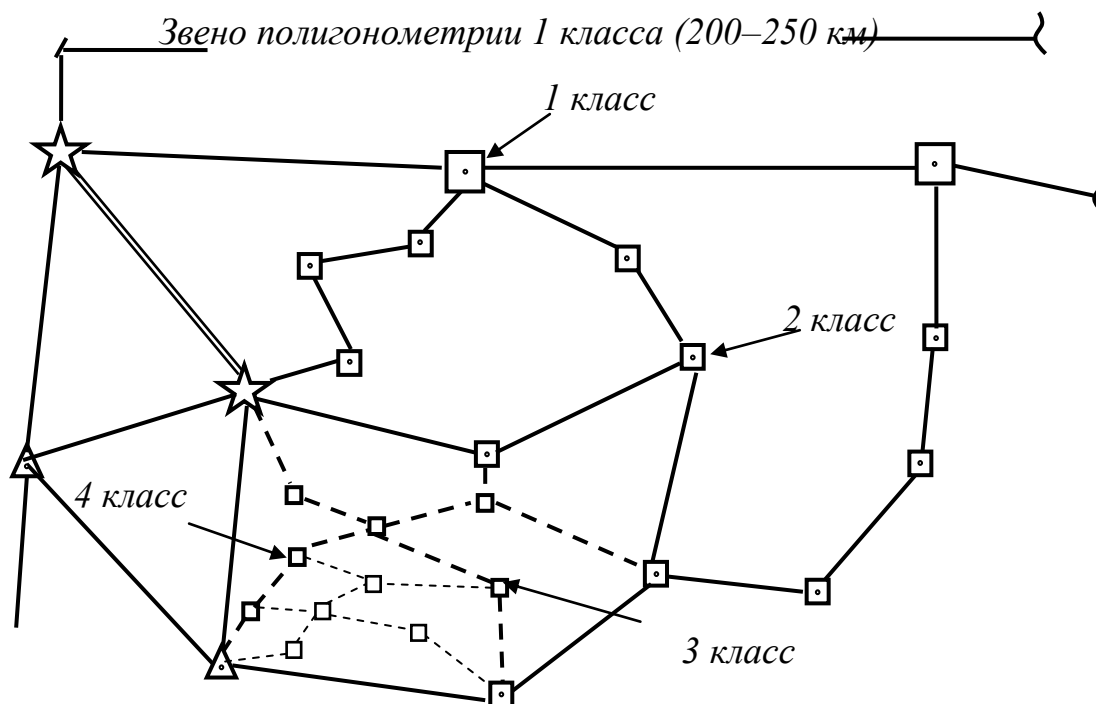 Звено полигонометрии 1 класса (200–250 км)
1 класс
2 класс
4 класс
3 класс